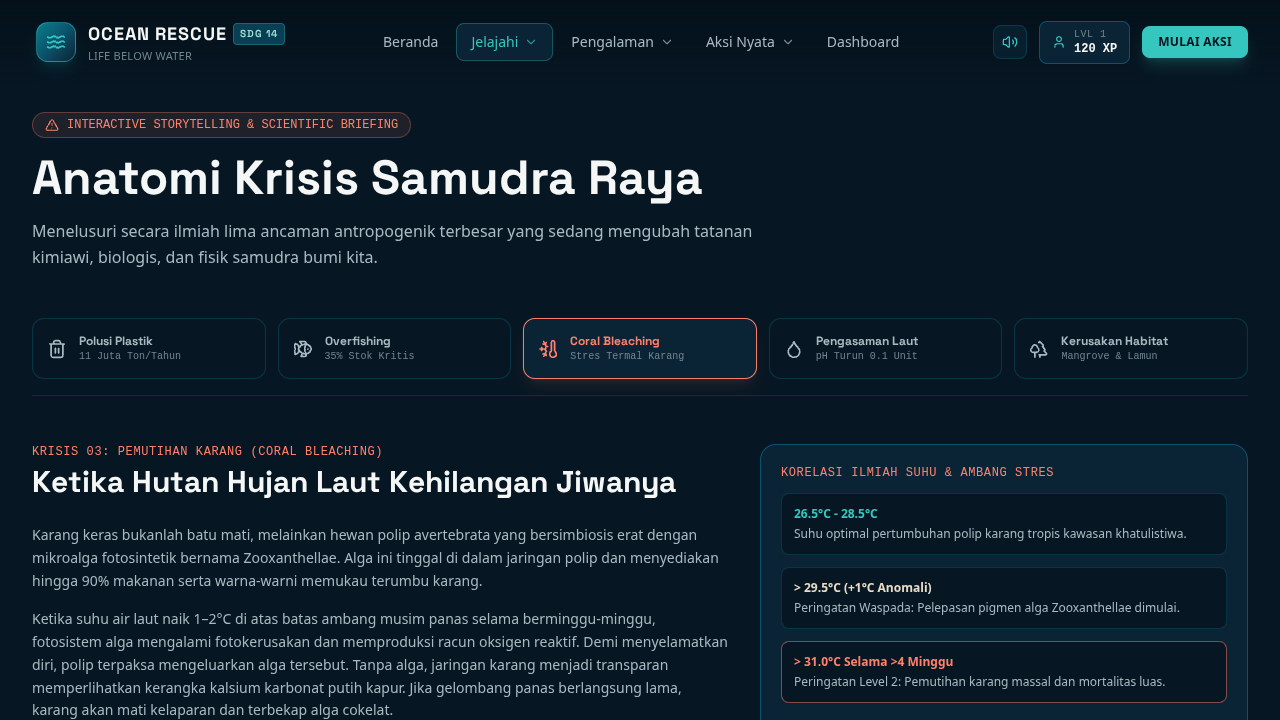 OCEAN RESCUE
SDG 14
LIFE BELOW WATER
Beranda
Jelajahi
Pengalaman
Aksi Nyata
Dashboard
LVL 1
120 XP
MULAI AKSI
INTERACTIVE STORYTELLING & SCIENTIFIC BRIEFING
Anatomi Krisis Samudra Raya
Menelusuri secara ilmiah lima ancaman antropogenik terbesar yang sedang mengubah tatanan
kimiawi, biologis, dan fisik samudra bumi kita.
Polusi Plastik
11 Juta Ton/Tahun
Overfishing
35% Stok Kritis
Coral Bleaching
Stres Termal Karang
Pengasaman Laut
pH Turun 0.1 Unit
Kerusakan Habitat
Mangrove & Lamun
KRISIS 03: PEMUTIHAN KARANG (CORAL BLEACHING)
Ketika Hutan Hujan Laut Kehilangan Jiwanya
Karang keras bukanlah batu mati, melainkan hewan polip avertebrata yang bersimbiosis erat dengan
mikroalga fotosintetik bernama Zooxanthellae. Alga ini tinggal di dalam jaringan polip dan menyediakan
hingga 90% makanan serta warna-warni memukau terumbu karang.
Ketika suhu air laut naik 1–2°C di atas batas ambang musim panas selama berminggu-minggu,
fotosistem alga mengalami fotokerusakan dan memproduksi racun oksigen reaktif. Demi menyelamatkan
diri, polip terpaksa mengeluarkan alga tersebut. Tanpa alga, jaringan karang menjadi transparan
memperlihatkan kerangka kalsium karbonat putih kapur. Jika gelombang panas berlangsung lama,
karang akan mati kelaparan dan terbekap alga cokelat.
KORELASI ILMIAH SUHU & AMBANG STRES
26.5°C - 28.5°C
Suhu optimal pertumbuhan polip karang tropis kawasan khatulistiwa.
> 29.5°C (+1°C Anomali)
Peringatan Waspada: Pelepasan pigmen alga Zooxanthellae dimulai.
> 31.0°C Selama >4 Minggu
Peringatan Level 2: Pemutihan karang massal dan mortalitas luas.